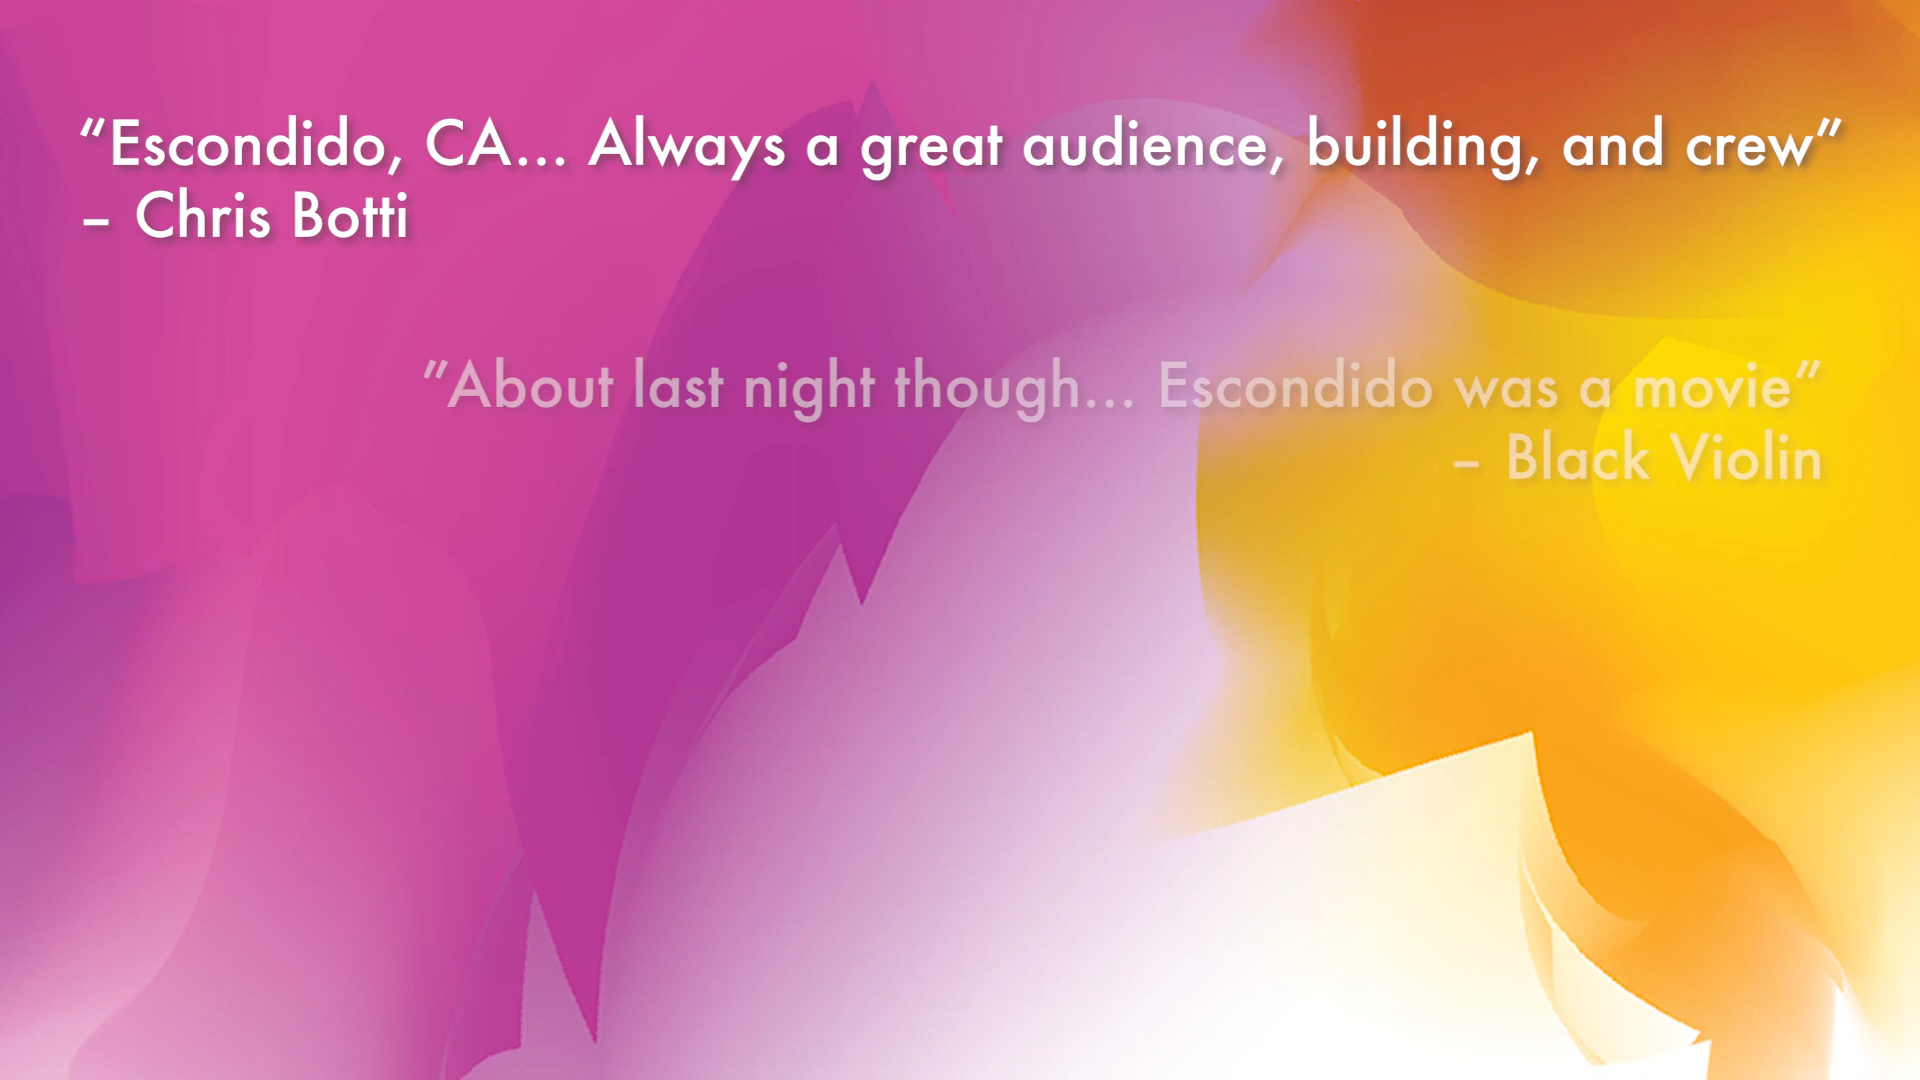 “Escondido, CA... Always a great audience, building, and crew”
– Chris Botti
”About last night though... Escondido was a movie”
– Black Violin